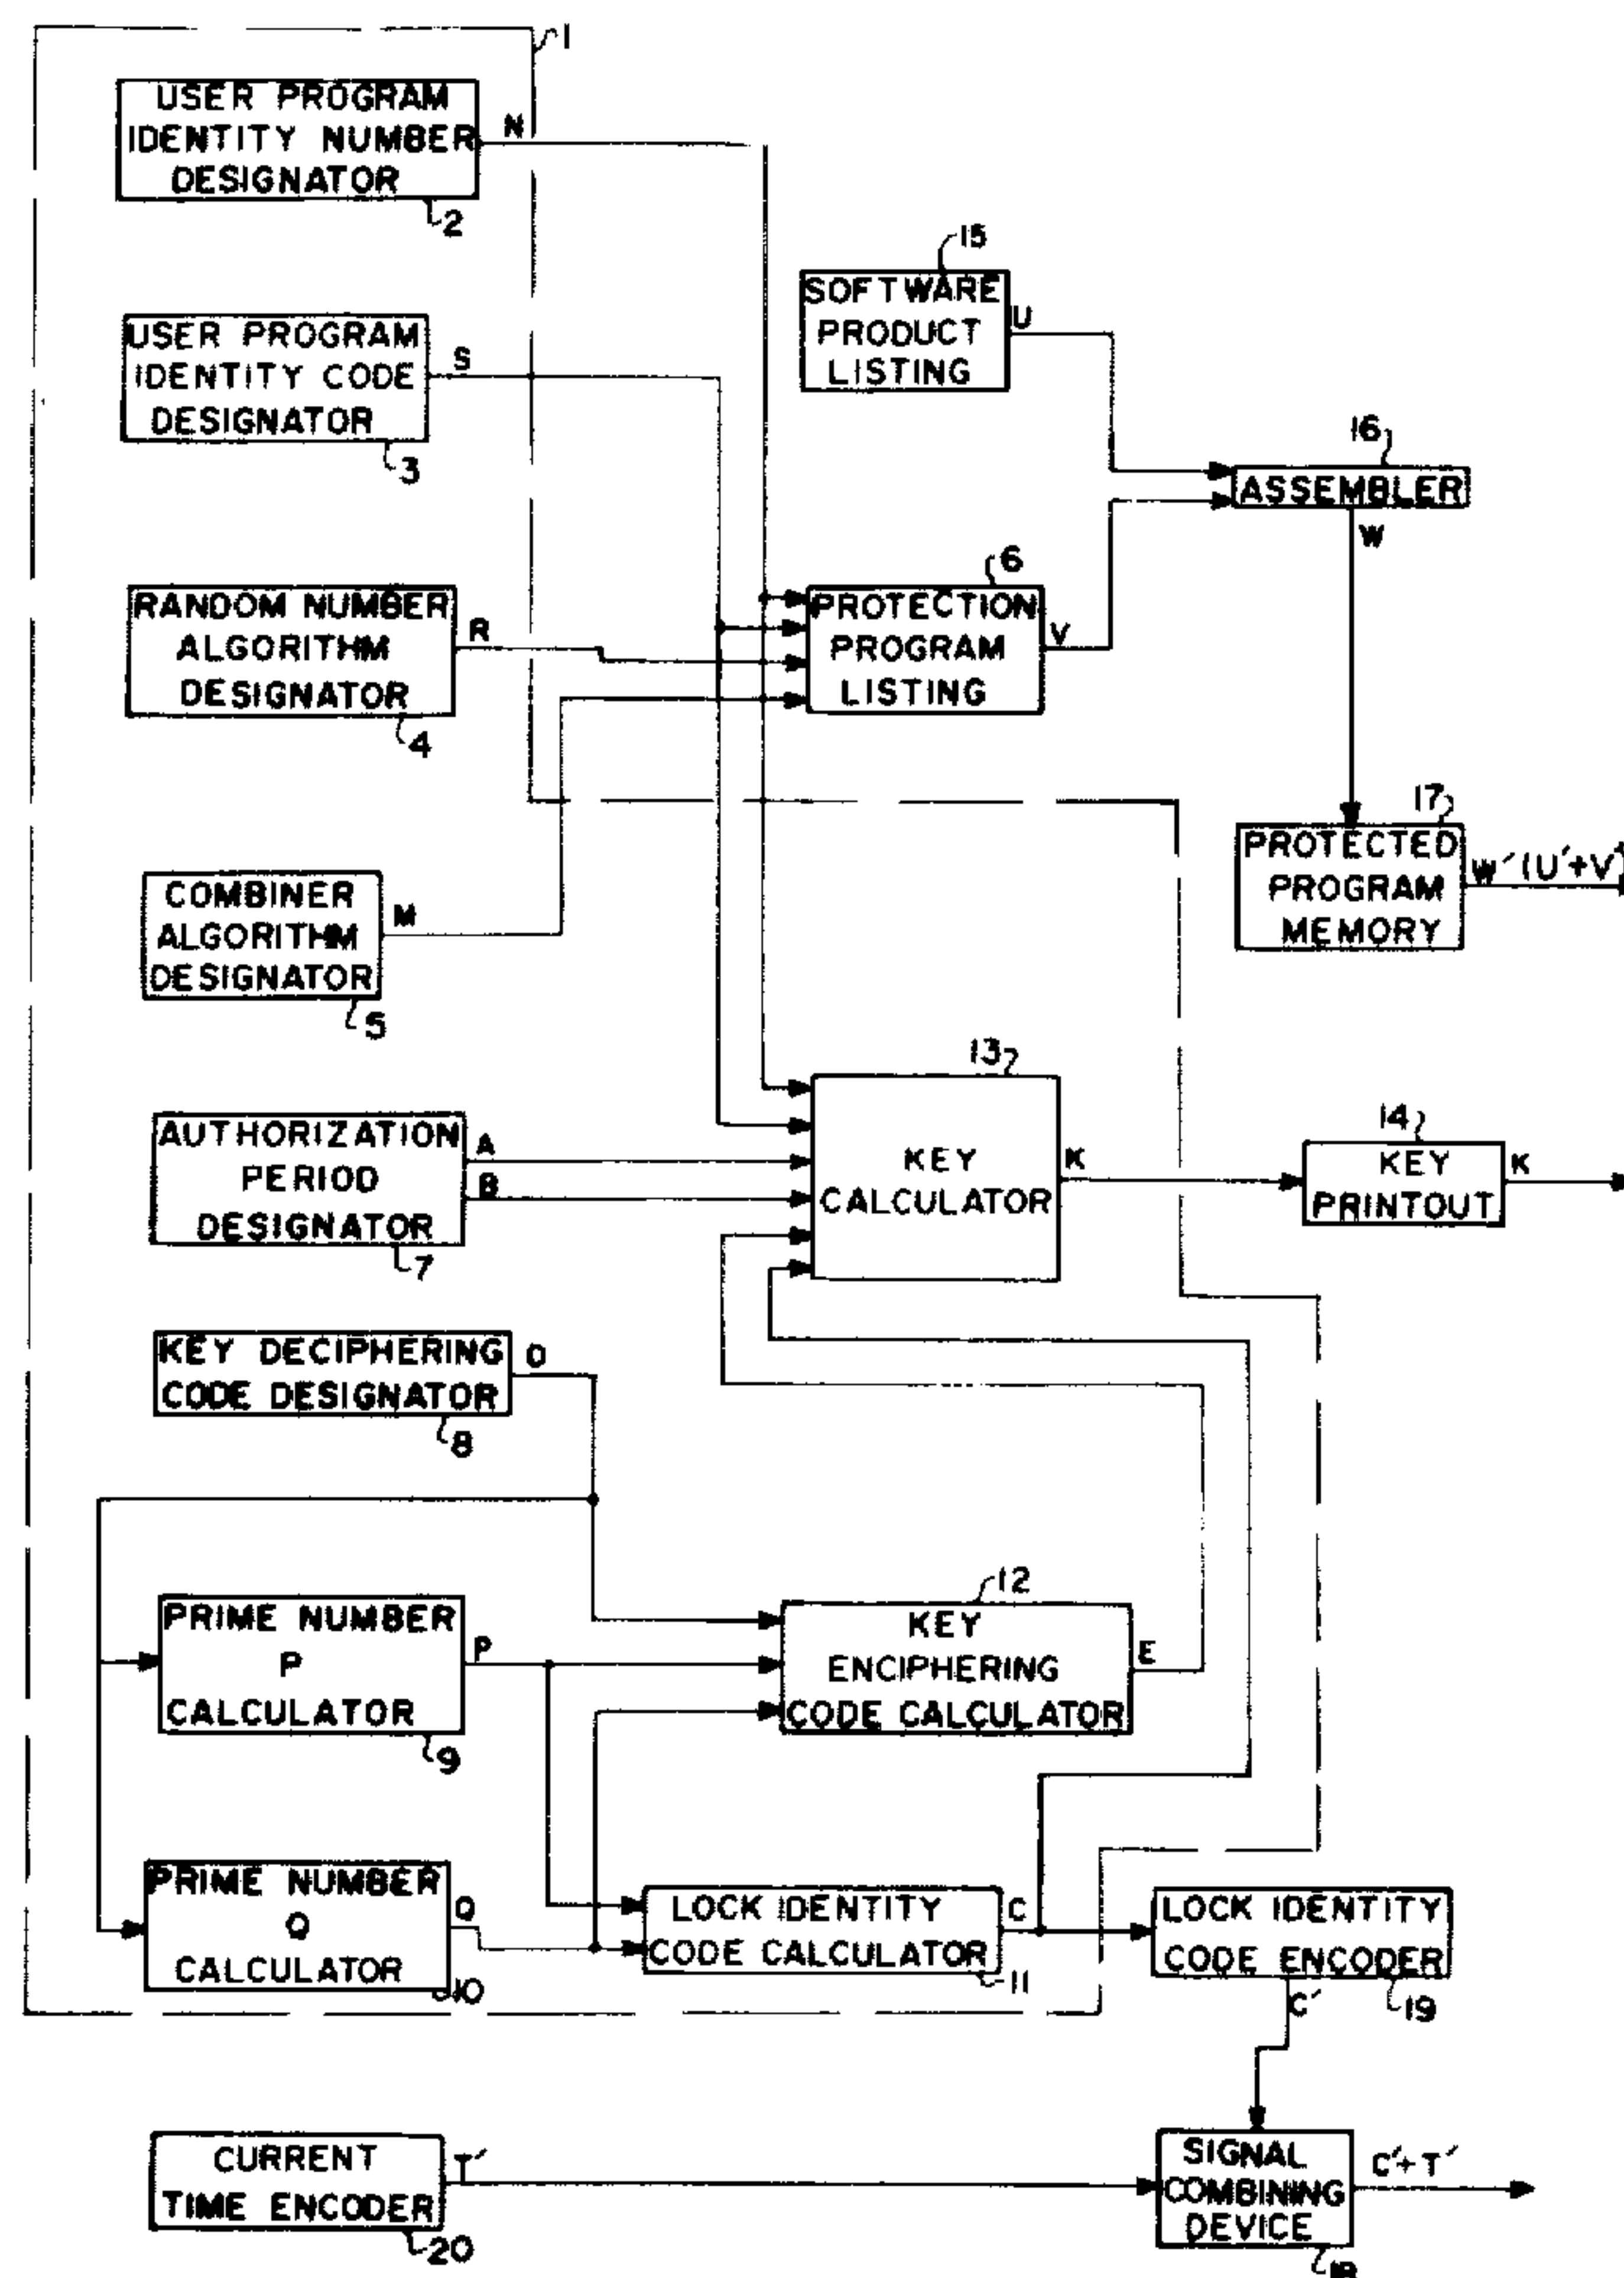 1
USER PROGRAM
IDENTITY NUMBER
DESIGNATOR
N
2
15
SOFTWARE
PRODUCT
LISTING
U
USER PROGRAM
IDENTITY CODE
DESIGNATOR
S
3
16
ASSEMBLER
W
6
PROTECTION
PROGRAM
LISTING
V
RANDOM NUMBER
ALGORITHM
DESIGNATOR
R
4
17
PROTECTED
PROGRAM
MEMORY
W'(U'+V')
COMBINER
ALGORITHM
DESIGNATOR
M
5
13
KEY
CALCULATOR
K
14
KEY
PRINTOUT
K
AUTHORIZATION
PERIOD
DESIGNATOR
A
B
7
KEY DECIPHERING
CODE DESIGNATOR
D
8
12
KEY
ENCIPHERING
CODE CALCULATOR
E
PRIME NUMBER
P
CALCULATOR
P
9
PRIME NUMBER
Q
CALCULATOR
Q
10
LOCK IDENTITY
CODE CALCULATOR
C
11
LOCK IDENTITY
CODE ENCODER
C'
19
CURRENT
TIME ENCODER
T'
20
SIGNAL
COMBINING
DEVICE
C'+T'
18